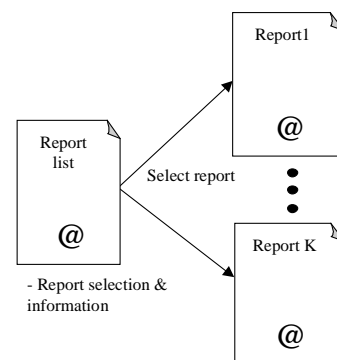 Report1
@
Report
list
@
Select report
Report K
@
- Report selection &
information